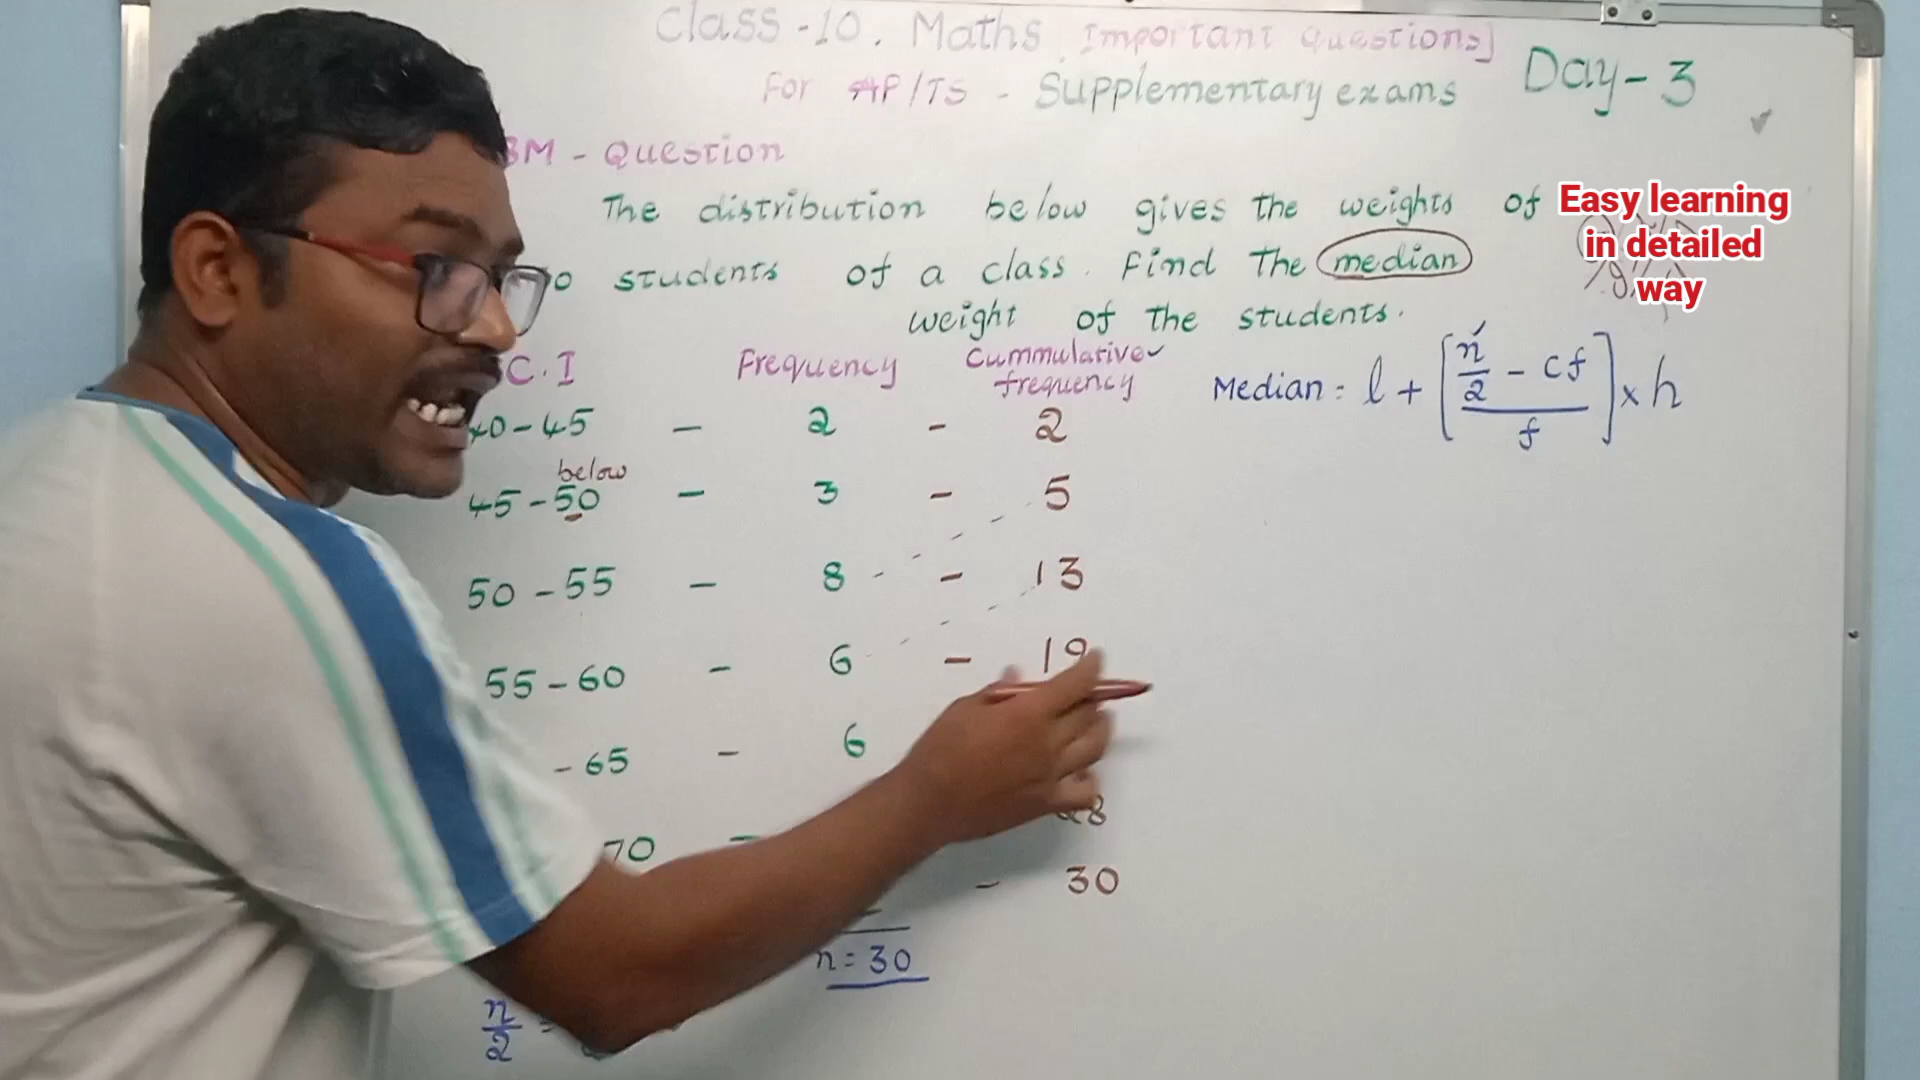 Class-10. Maths Important Questions]
For AP/TS - Supplementary exams
Day-3
8M - Question
The distribution below gives the weights of
students of a class. Find the median
weight of the students.
Easy learning
in detailed
way
C.I Frequency Cummulative
frequency
40-45 - 2 - 2
below
45-50 - 3 - 5
50-55 - 8 - 13
55-60 - 6 - 19
-65 - 6
70 -
- 30
n=30
n/2 =
Median = l + [n/2 - cf / f] x h